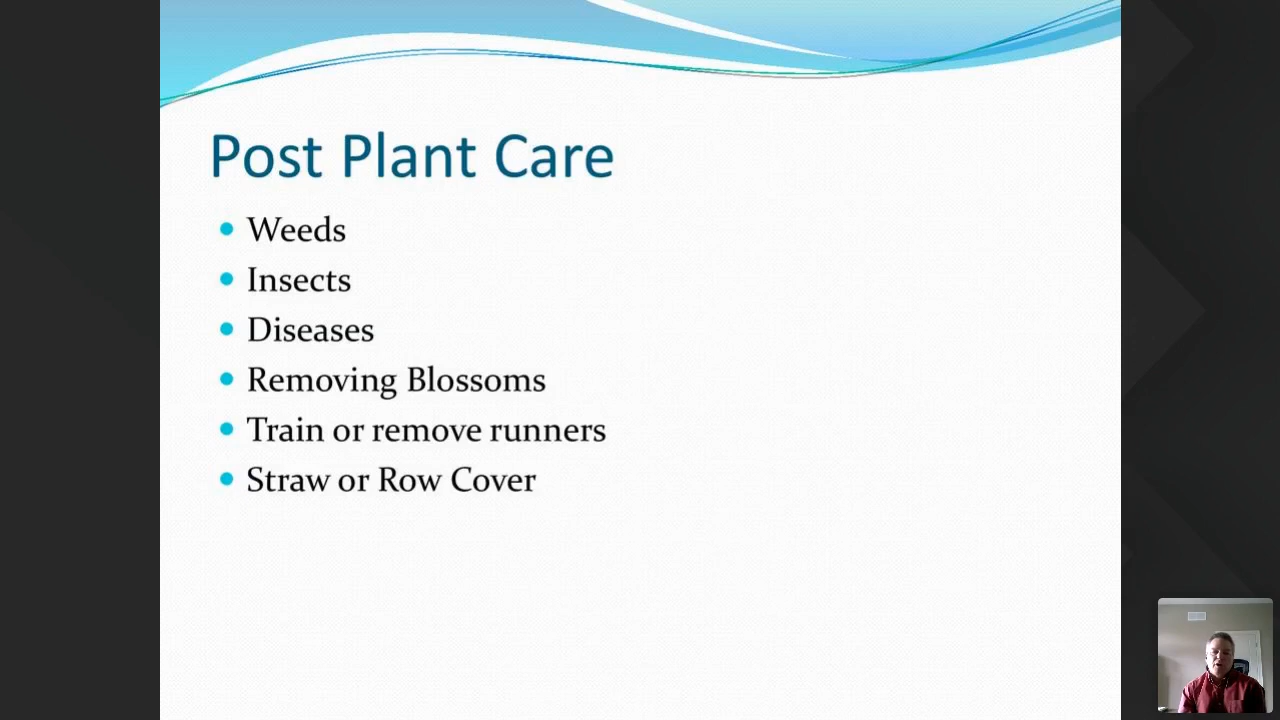 Post Plant Care
Weeds
Insects
Diseases
Removing Blossoms
Train or remove runners
Straw or Row Cover